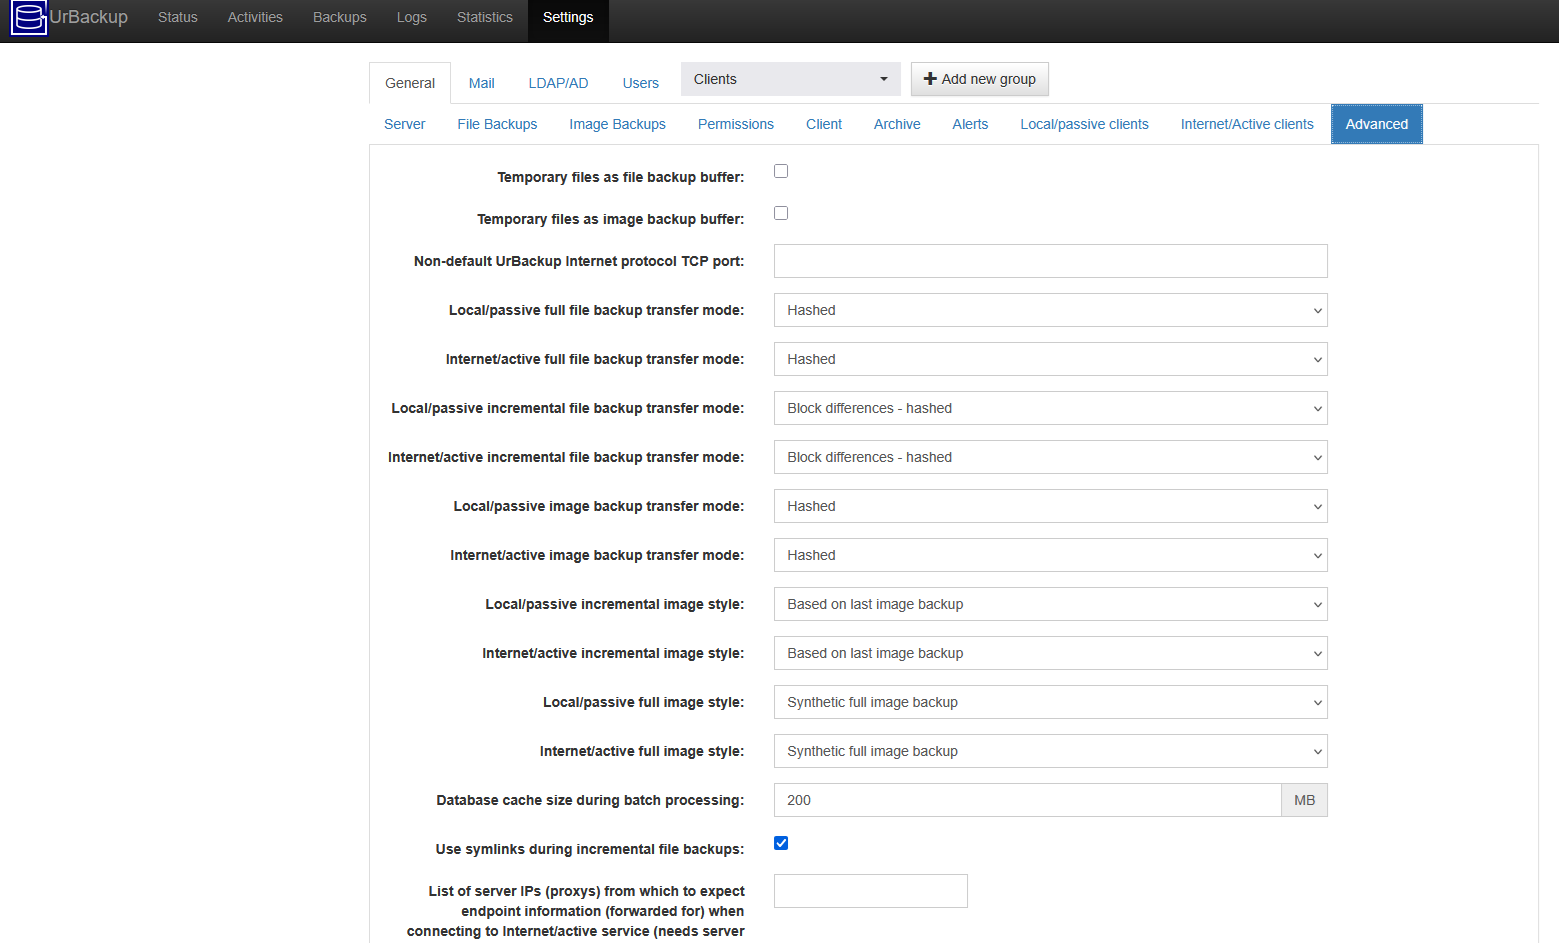 UrBackup Status Activities Backups Logs Statistics Settings
General Mail LDAP/AD Users Clients Add new group
Server File Backups Image Backups Permissions Client Archive Alerts Local/passive clients Internet/Active clients Advanced
Temporary files as file backup buffer:
Temporary files as image backup buffer:
Non-default UrBackup Internet protocol TCP port:
Local/passive full file backup transfer mode: Hashed
Internet/active full file backup transfer mode: Hashed
Local/passive incremental file backup transfer mode: Block differences - hashed
Internet/active incremental file backup transfer mode: Block differences - hashed
Local/passive image backup transfer mode: Hashed
Internet/active image backup transfer mode: Hashed
Local/passive incremental image style: Based on last image backup
Internet/active incremental image style: Based on last image backup
Local/passive full image style: Synthetic full image backup
Internet/active full image style: Synthetic full image backup
Database cache size during batch processing: 200 MB
Use symlinks during incremental file backups:
List of server IPs (proxys) from which to expect
endpoint information (forwarded for) when
connecting to Internet/active service (needs server